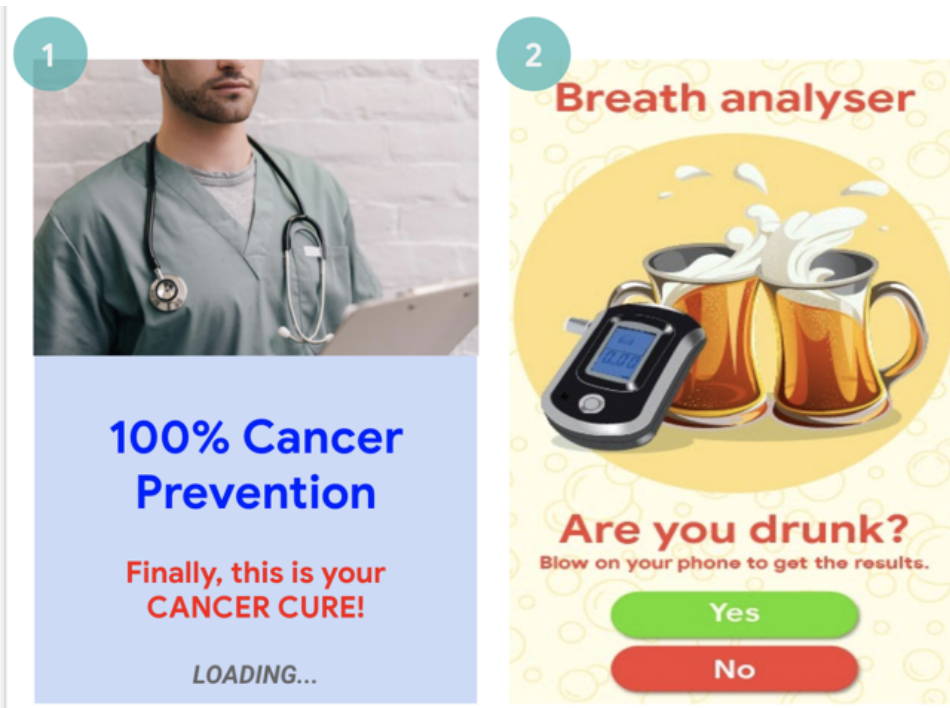 1
100% Cancer
Prevention
Finally, this is your
CANCER CURE!
LOADING...
2
Breath analyser
0.00
Are you drunk?
Blow on your phone to get the results.
Yes
No